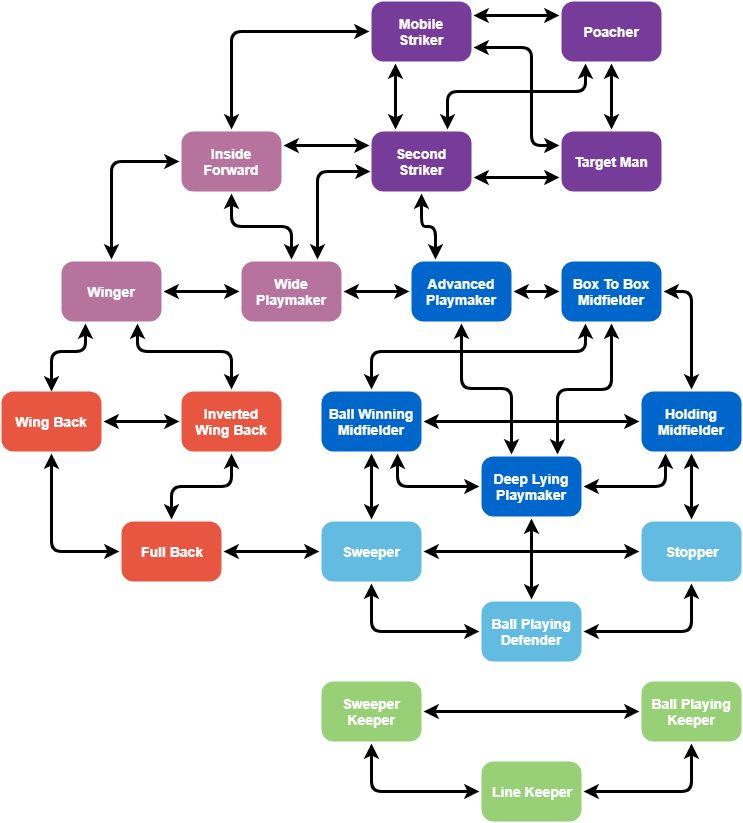 Mobile
Striker
Poacher
Inside
Forward
Second
Striker
Target Man
Winger
Wide
Playmaker
Advanced
Playmaker
Box To Box
Midfielder
Wing Back
Inverted
Wing Back
Ball Winning
Midfielder
Holding
Midfielder
Deep Lying
Playmaker
Full Back
Sweeper
Stopper
Ball Playing
Defender
Sweeper
Keeper
Ball Playing
Keeper
Line Keeper